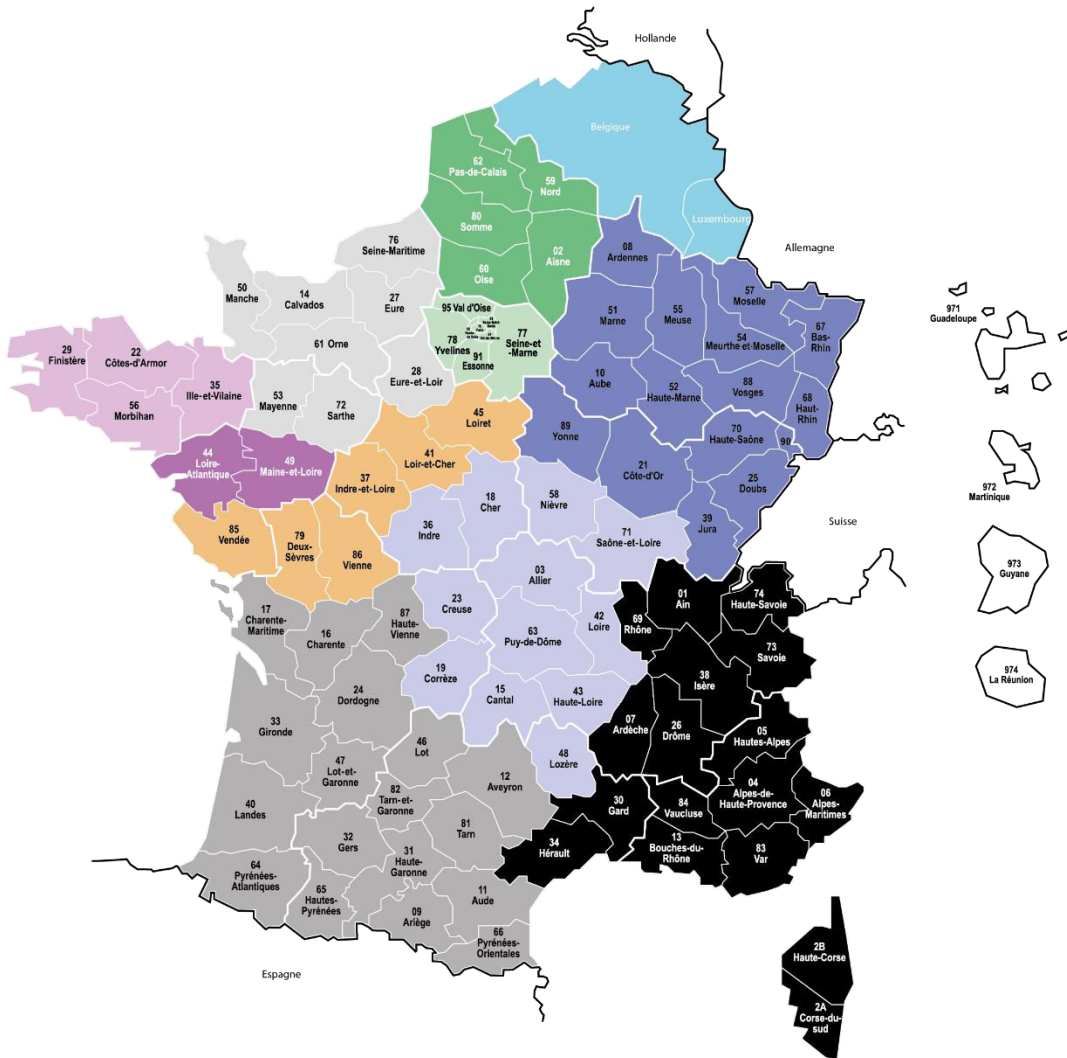 Hollande
Belgique
62
Pas-de-Calais
59
Nord
80
Somme
Luxembourg
76
Seine-Maritime
02
Aisne
08
Ardennes
Allemagne
60
Oise
50
Manche
14
Calvados
27
Eure
95 Val d'Oise
51
Marne
55
Meuse
57
Moselle
971
Guadeloupe
67
Bas-
Rhin
77
Seine-et
-Marne
78
Yvelines
91
Essonne
54
Meurthe et-Moselle
61 Orne
29
Finistère
22
Côtes-d'Armor
28
Eure-et-Loir
10
Aube
52
Haute-Marne
88
Vosges
68
Haut-
Rhin
35
Ille-et-Vilaine
53
Mayenne
72
Sarthe
56
Morbihan
45
Loiret
89
Yonne
70
Haute-Saône
90
44
Loire-
Atlantique
49
Maine-et-Loire
41
Loir-et-Cher
37
Indre-et-Loire
21
Côte-d'Or
25
Doubs
972
Martinique
18
Cher
58
Nièvre
39
Jura
Suisse
85
Vendée
79
Deux-
Sèvres
86
Vienne
36
Indre
71
Saône-et-Loire
03
Allier
973
Guyane
17
Charente-
Maritime
16
Charente
87
Haute-
Vienne
23
Creuse
63
Puy-de-Dôme
42
Loire
69
Rhône
01
Ain
74
Haute-Savoie
73
Savoie
19
Corrèze
38
Isère
974
La Réunion
24
Dordogne
15
Cantal
43
Haute-Loire
33
Gironde
07
Ardèche
26
Drôme
05
Hautes-Alpes
46
Lot
48
Lozère
47
Lot-et-
Garonne
12
Aveyron
40
Landes
82
Tarn-et-
Garonne
30
Gard
84
Vaucluse
04
Alpes-de-
Haute-Provence
06
Alpes-
Maritimes
32
Gers
81
Tarn
34
Hérault
13
Bouches-du-
Rhône
83
Var
31
Haute-
Garonne
64
Pyrénées-
Atlantiques
65
Hautes-
Pyrénées
09
Ariège
11
Aude
66
Pyrénées-
Orientales
Espagne
2B
Haute-Corse
2A
Corse-du-
sud